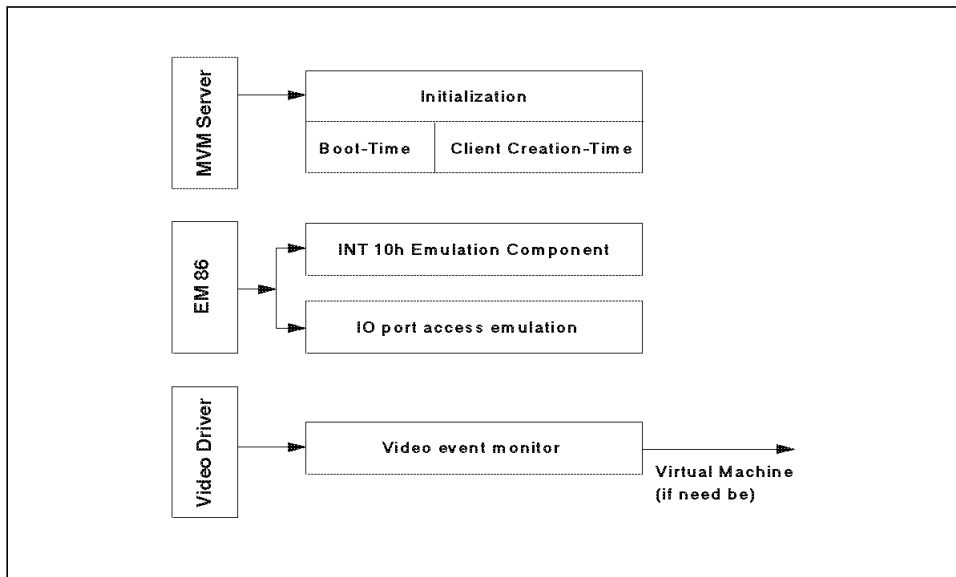 MVM Server
Initialization
Boot-Time
Client Creation-Time
EM 86
INT 10h Emulation Component
IO port access emulation
Video Driver
Video event monitor
Virtual Machine
(if need be)